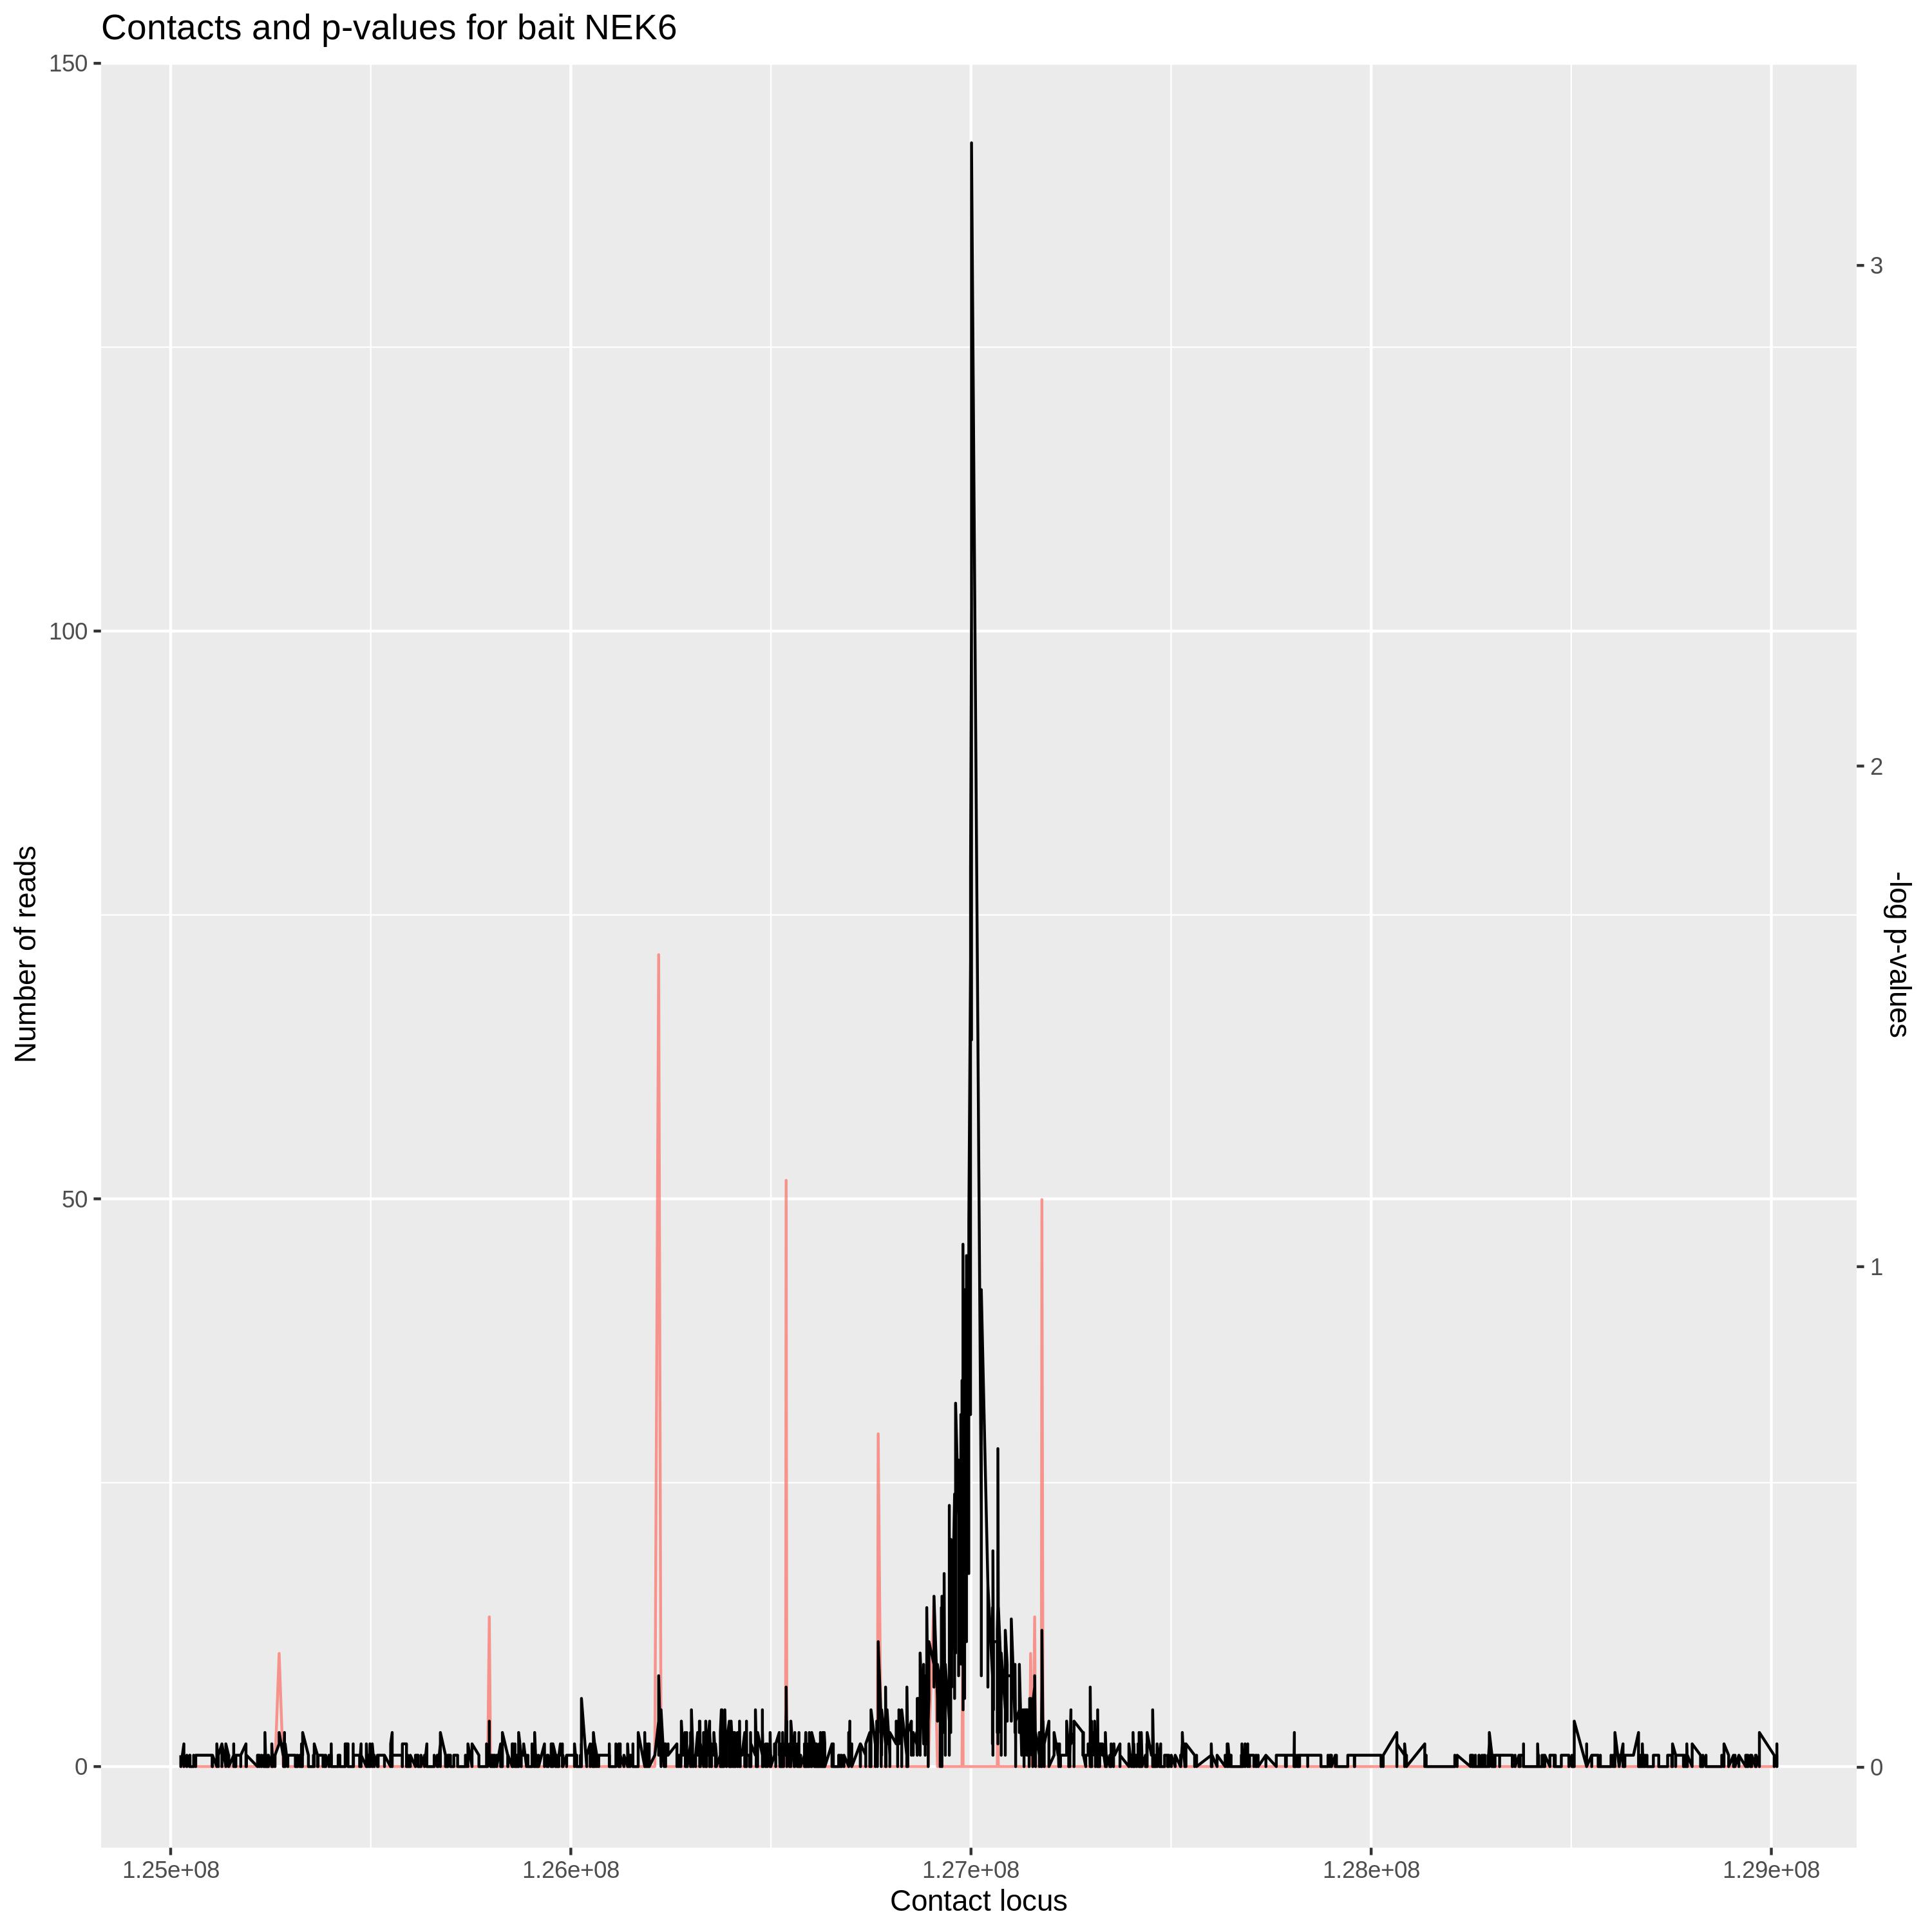 Contacts and p-values for bait NEK6
150
100
50
0
Number of reads
3
2
1
0
-log p-values
1.25e+08 1.26e+08 1.27e+08 1.28e+08 1.29e+08
Contact locus